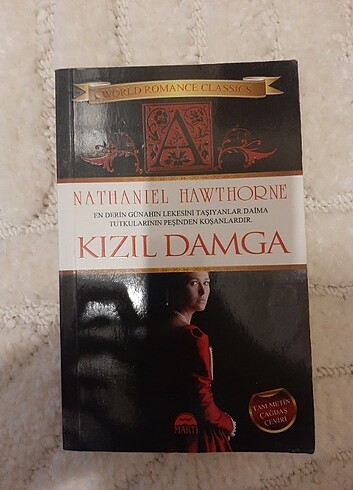 WORLD ROMANCE CLASSICS
A
NATHANIEL HAWTHORNE
EN DERİN GÜNAHIN LEKESİNİ TAŞIYANLAR DAİMA
TUTKULARININ PEŞİNDEN KOŞANLARDIR.
KIZIL DAMGA
TAM METİN
ÇAĞDAŞ
ÇEVİRİ
MARTI